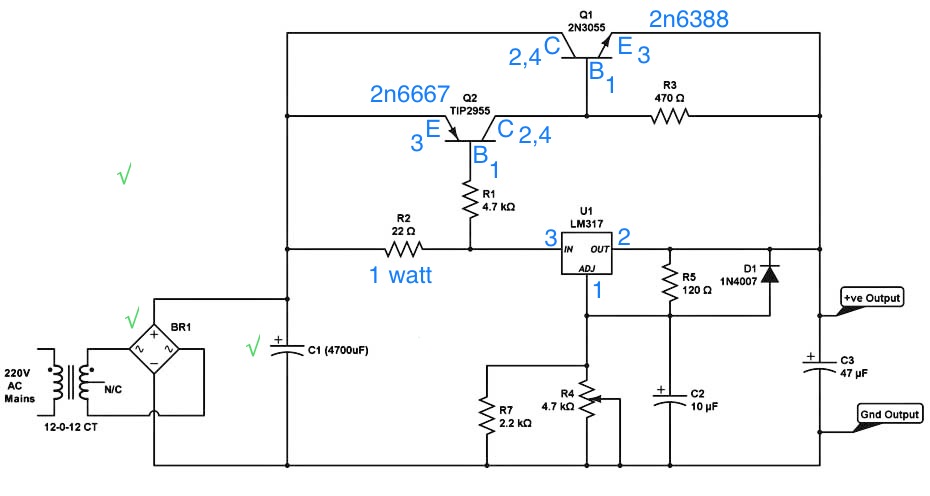 Q1
2N3055
2n6388
2,4
C
E
3
B
1
R3
470 Ω
2n6667
Q2
TIP2955
3
E
C
2,4
B
1
√
R1
4.7 kΩ
R2
22 Ω
1 watt
U1
LM317
3
IN
OUT
2
ADJ
1
R5
120 Ω
D1
1N4007
+ve Output
√
BR1
+
~
~
−
√
+
C1 (4700uF)
220V
AC
Mains
N/C
12-0-12 CT
R7
2.2 kΩ
R4
4.7 kΩ
+
C2
10 µF
+
C3
47 µF
Gnd Output